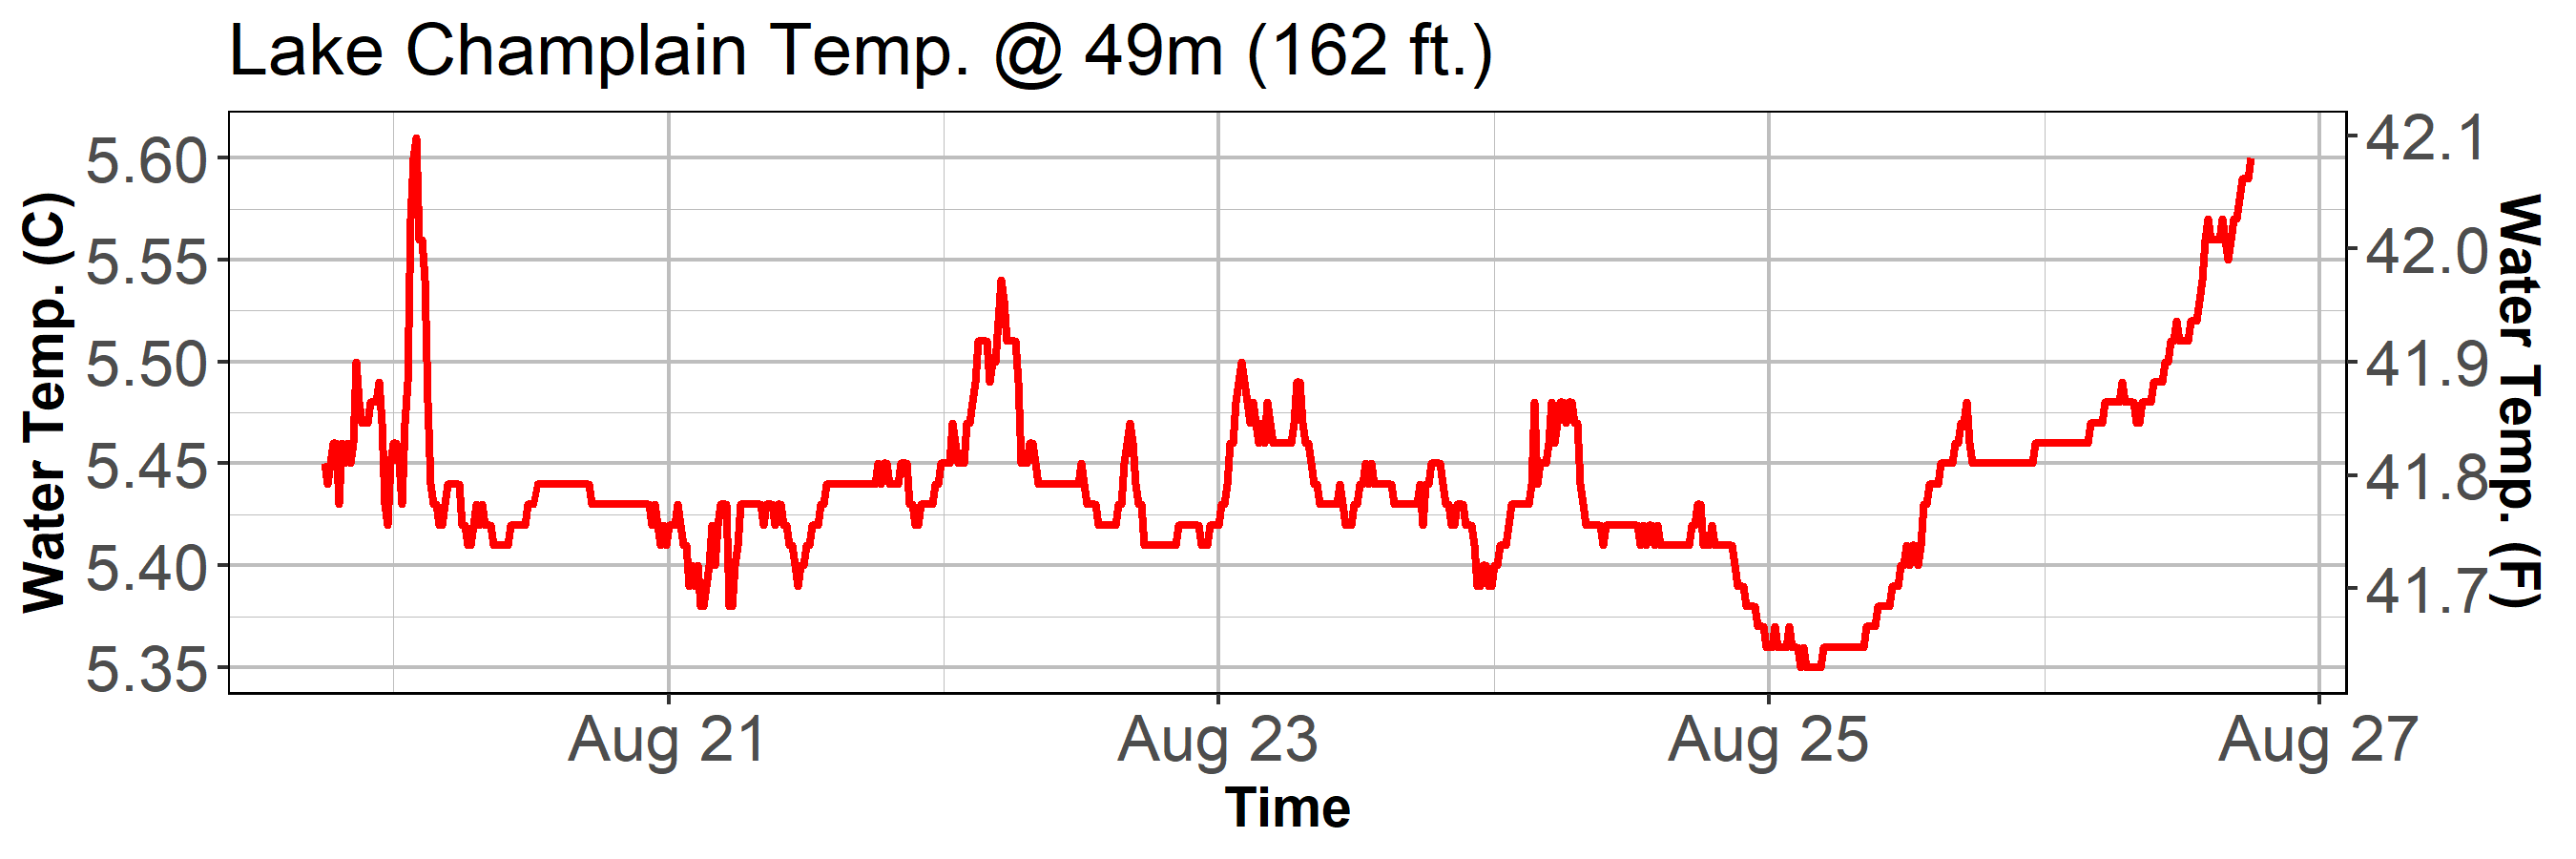 Lake Champlain Temp. @ 49m (162 ft.)
Water Temp. (C)
5.60
5.55
5.50
5.45
5.40
5.35
42.1
42.0
41.9
41.8
41.7
Water Temp. (F)
Aug 21 Aug 23 Aug 25 Aug 27
Time